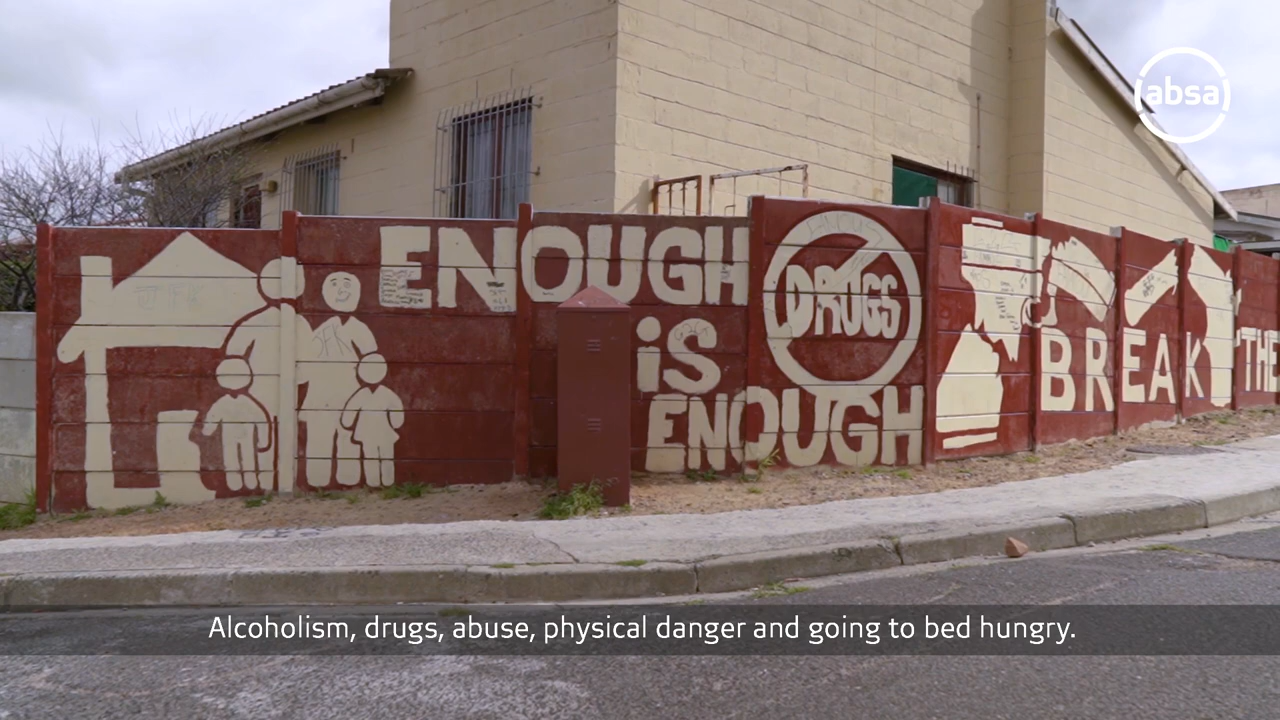 absa
ENOUGH
iS
ENOUGH
DRUGS
BREAK
THE
Alcoholism, drugs, abuse, physical danger and going to bed hungry.